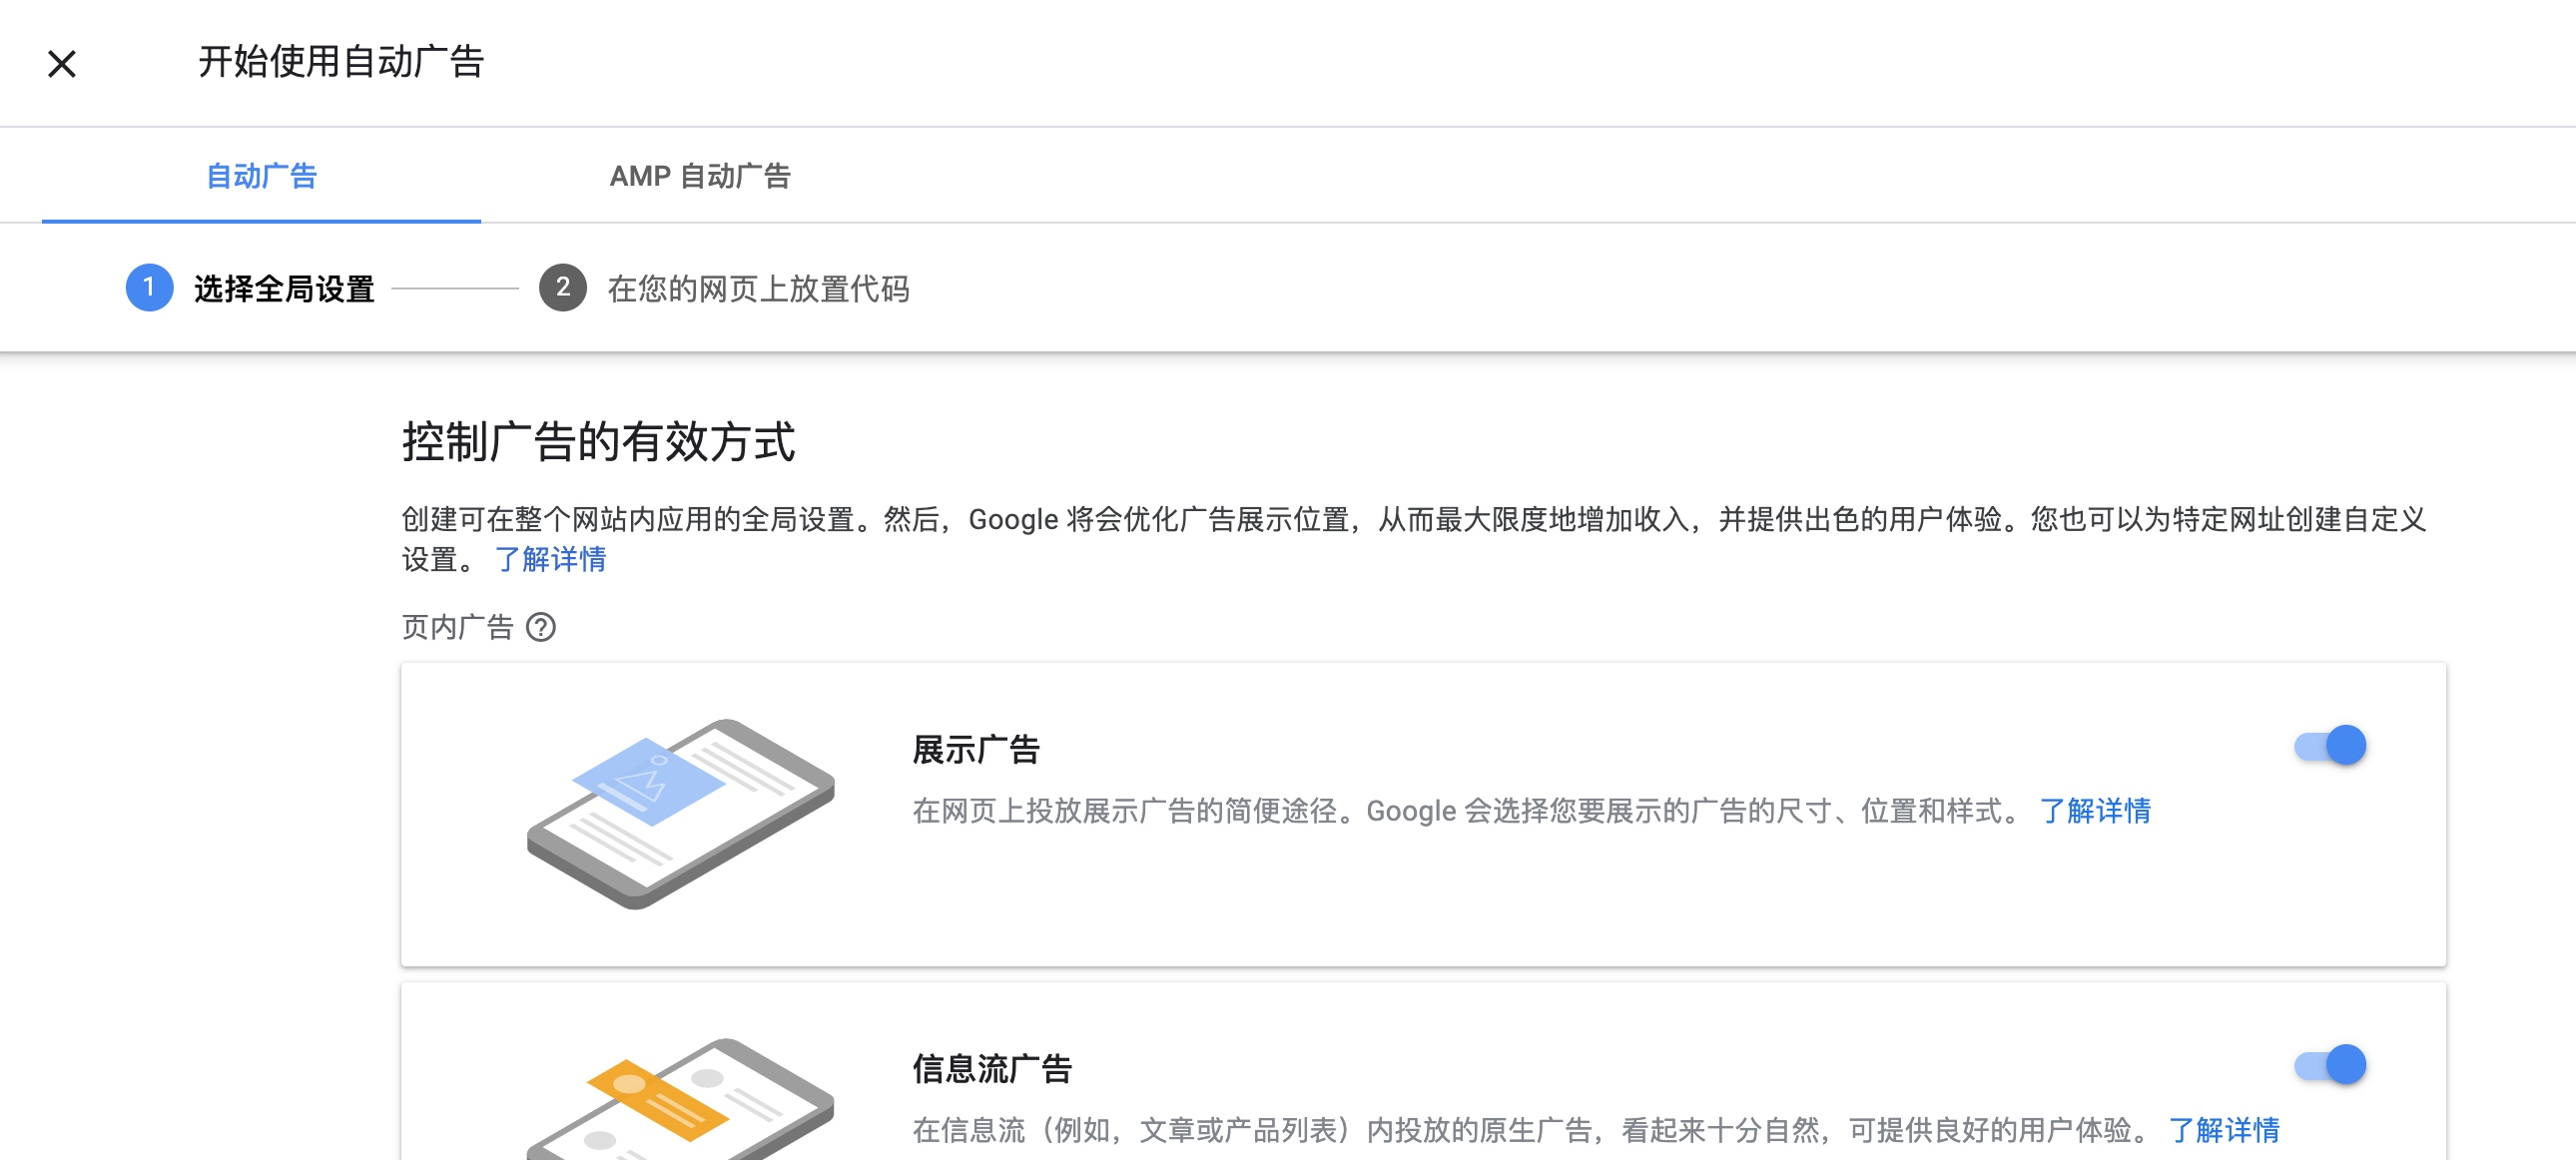 开始使用自动广告
自动广告
AMP 自动广告
1 选择全局设置
2 在您的网页上放置代码
控制广告的有效方式
创建可在整个网站内应用的全局设置。然后，Google 将会优化广告展示位置，从而最大限度地增加收入，并提供出色的用户体验。您也可以为特定网址创建自定义
设置。 了解详情
页内广告 ?
展示广告
在网页上投放展示广告的简便途径。Google 会选择您要展示的广告的尺寸、位置和样式。 了解详情
信息流广告
在信息流（例如，文章或产品列表）内投放的原生广告，看起来十分自然，可提供良好的用户体验。 了解详情